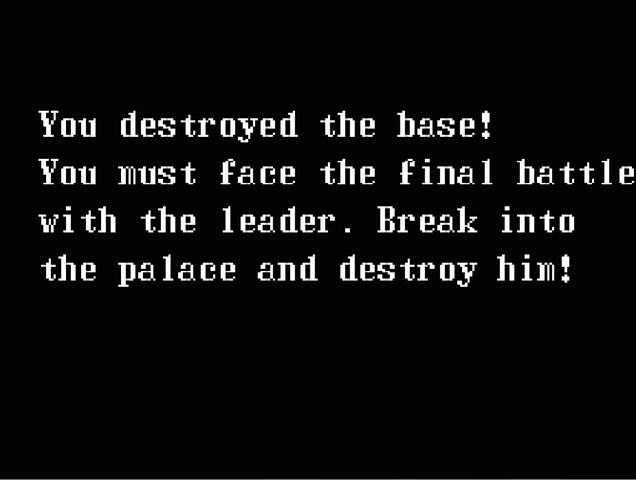 You destroyed the base!
You must face the final battle
with the leader. Break into
the palace and destroy him!